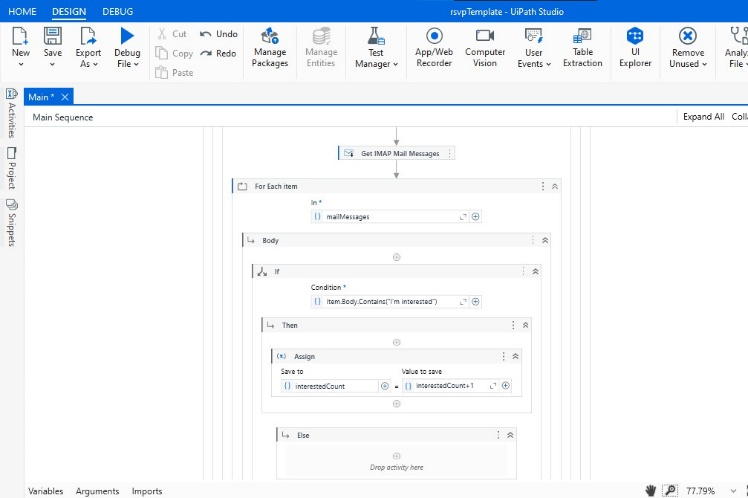 HOME DESIGN DEBUG rsvpTemplate - UiPath Studio
New Save Export As Debug File
Cut Undo
Copy Redo
Paste
Manage Packages Manage Entities Test Manager App/Web Recorder Computer Vision User Events Table Extraction UI Explorer Remove Unused Analy File
Main *
Activities
Project
Snippets
Main Sequence Expand All Coll
Get IMAP Mail Messages
For Each item
In *
mailMessages
Body
If
Condition *
item.Body.Contains("I'm interested")
Then
Assign
Save to Value to save
interestedCount = interestedCount+1
Else
Drop activity here
Variables Arguments Imports 77.79%